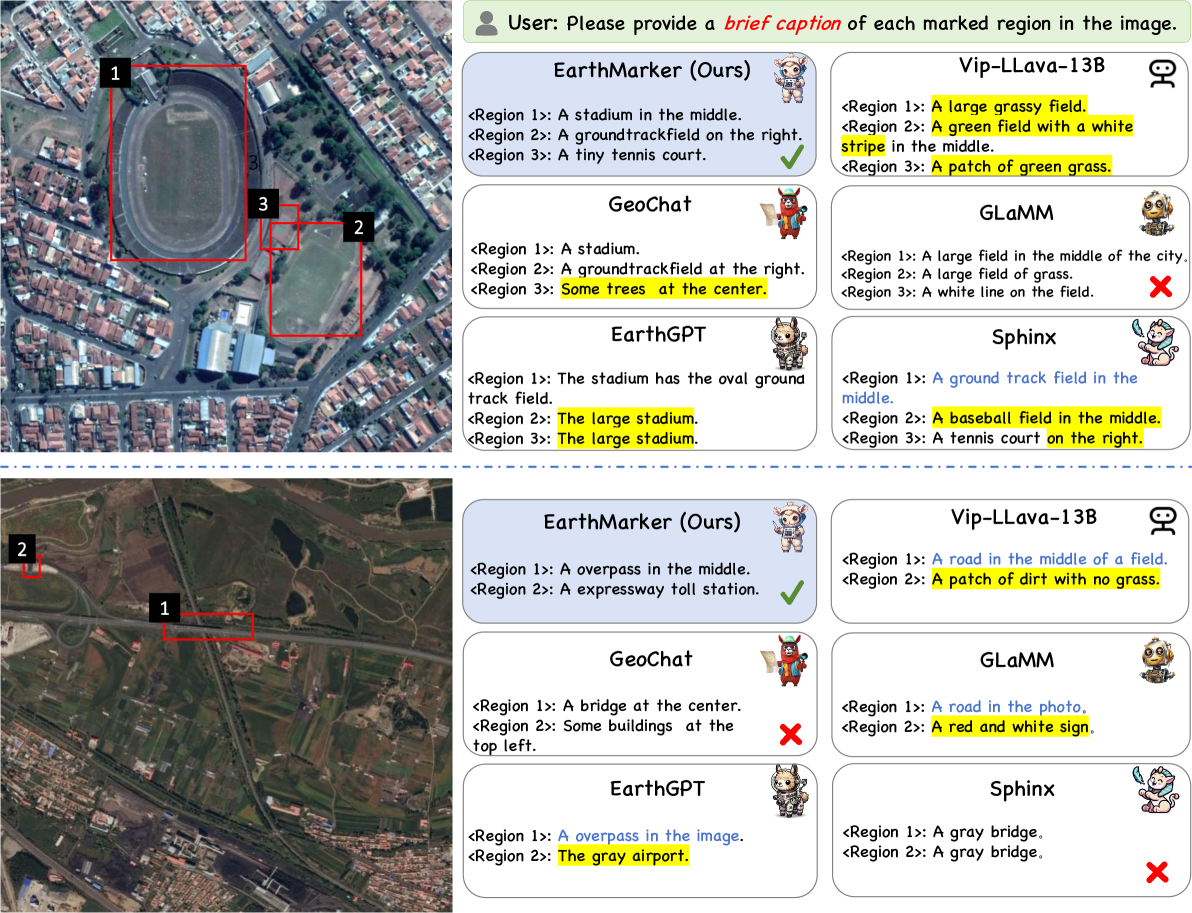 User: Please provide a brief caption of each marked region in the image.
1
3
3
2
EarthMarker (Ours)
<Region 1>: A stadium in the middle.
<Region 2>: A groundtrackfield on the right.
<Region 3>: A tiny tennis court.
Vip-LLava-13B
<Region 1>: A large grassy field.
<Region 2>: A green field with a white
stripe in the middle.
<Region 3>: A patch of green grass.
GeoChat
<Region 1>: A stadium.
<Region 2>: A groundtrackfield at the right.
<Region 3>: Some trees at the center.
GLaMM
<Region 1>: A large field in the middle of the city.
<Region 2>: A large field of grass.
<Region 3>: A white line on the field.
EarthGPT
<Region 1>: The stadium has the oval ground
track field.
<Region 2>: The large stadium.
<Region 3>: The large stadium.
Sphinx
<Region 1>: A ground track field in the
middle.
<Region 2>: A baseball field in the middle.
<Region 3>: A tennis court on the right.
2
1
EarthMarker (Ours)
<Region 1>: A overpass in the middle.
<Region 2>: A expressway toll station.
Vip-LLava-13B
<Region 1>: A road in the middle of a field.
<Region 2>: A patch of dirt with no grass.
GeoChat
<Region 1>: A bridge at the center.
<Region 2>: Some buildings at the
top left.
GLaMM
<Region 1>: A road in the photo。
<Region 2>: A red and white sign。
EarthGPT
<Region 1>: A overpass in the image.
<Region 2>: The gray airport.
Sphinx
<Region 1>: A gray bridge。
<Region 2>: A gray bridge。